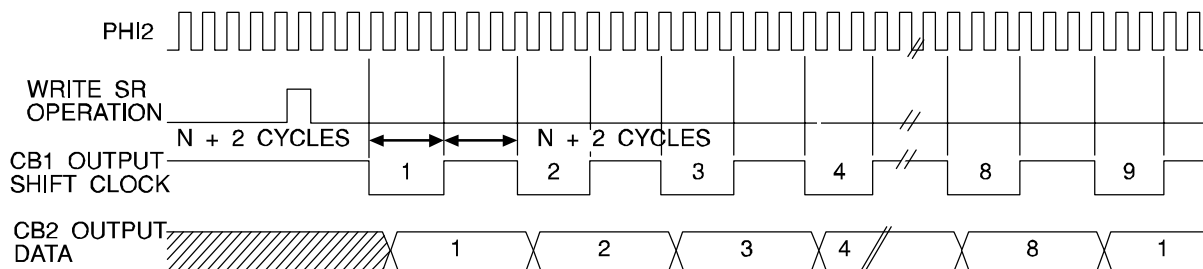 PHI2
WRITE SR
OPERATION
N + 2 CYCLES
N + 2 CYCLES
CB1 OUTPUT
SHIFT CLOCK
1
2
3
4
8
9
CB2 OUTPUT
DATA
1
2
3
4
8
1